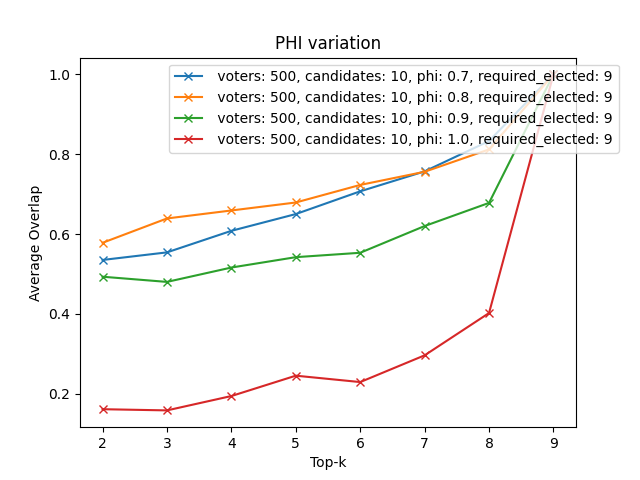 PHI variation
voters: 500, candidates: 10, phi: 0.7, required_elected: 9
voters: 500, candidates: 10, phi: 0.8, required_elected: 9
voters: 500, candidates: 10, phi: 0.9, required_elected: 9
voters: 500, candidates: 10, phi: 1.0, required_elected: 9
Average Overlap
1.0
0.8
0.6
0.4
0.2
2 3 4 5 6 7 8 9
Top-k